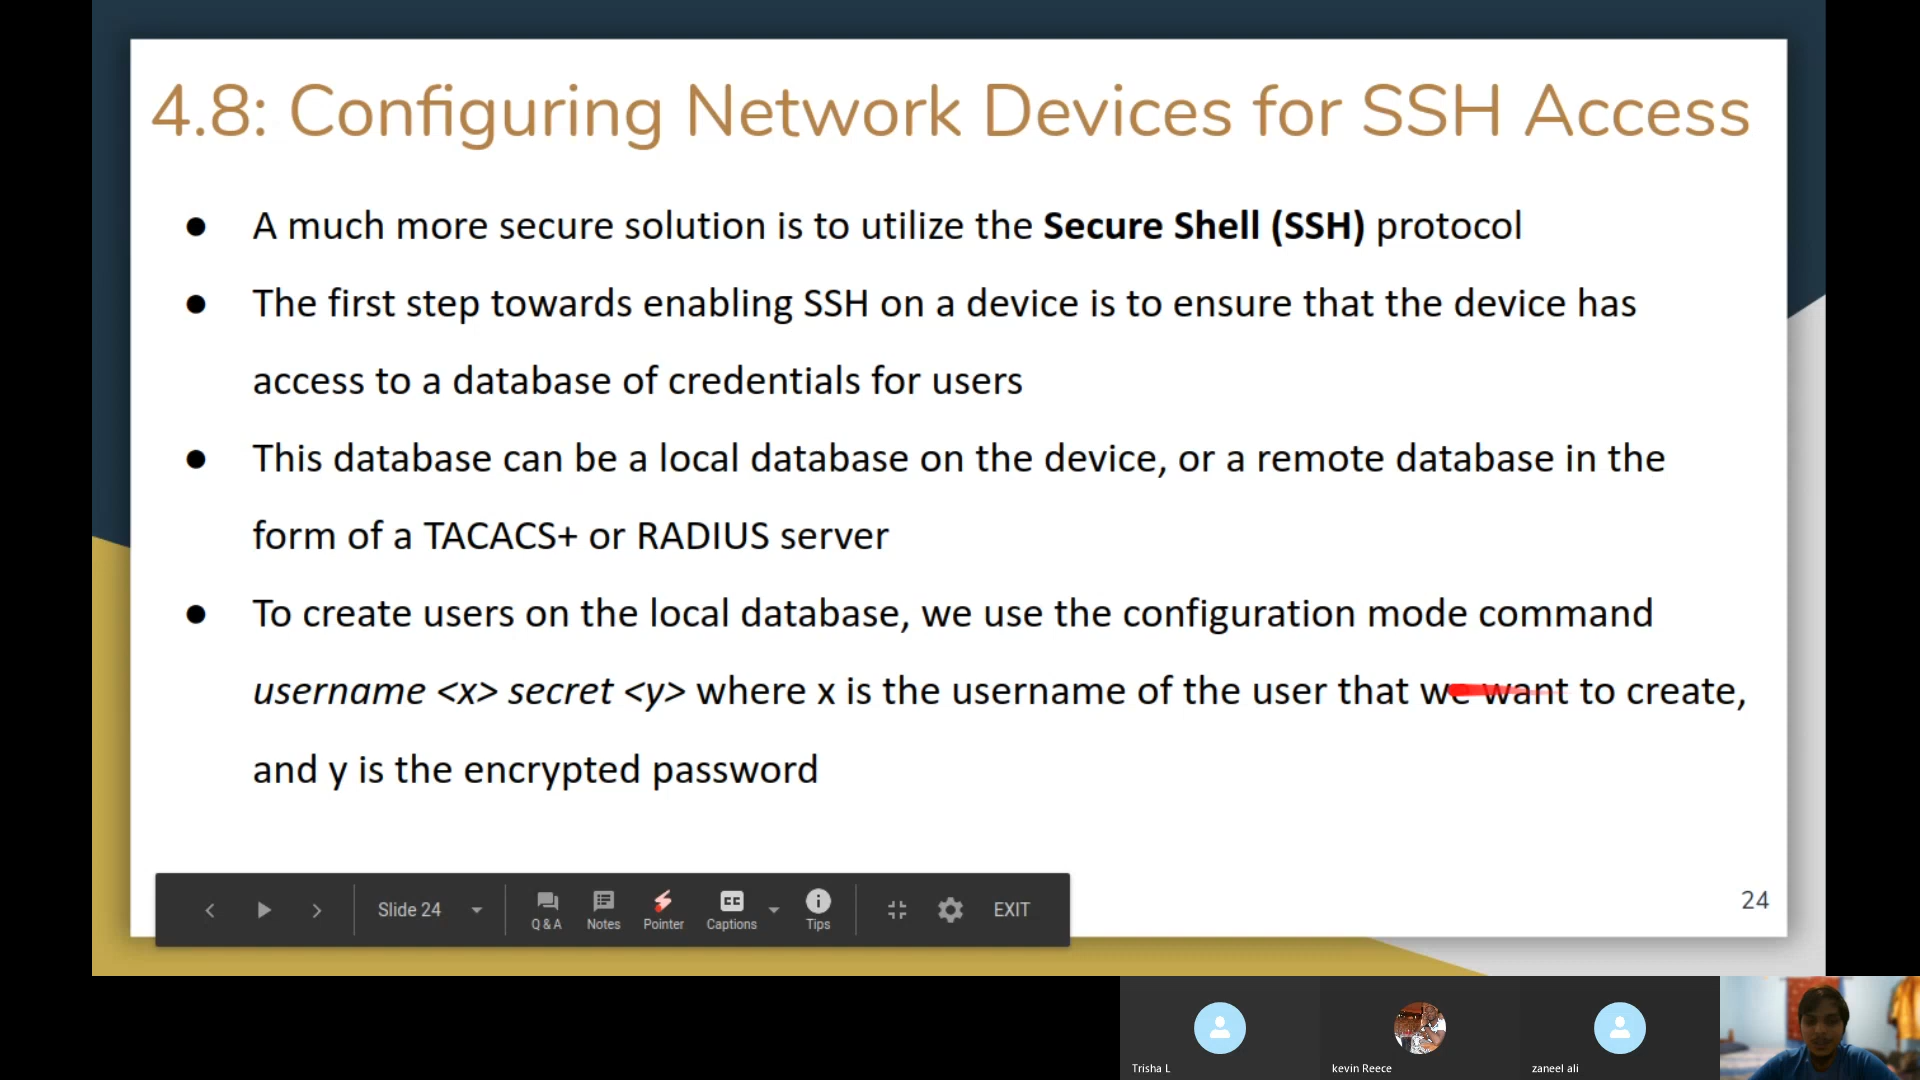 4.8: Configuring Network Devices for SSH Access
● A much more secure solution is to utilize the Secure Shell (SSH) protocol
● The first step towards enabling SSH on a device is to ensure that the device has
access to a database of credentials for users
● This database can be a local database on the device, or a remote database in the
form of a TACACS+ or RADIUS server
● To create users on the local database, we use the configuration mode command
username <x> secret <y> where x is the username of the user that we want to create,
and y is the encrypted password
24
Slide 24
Q & A
Notes
Pointer
CC
Captions
Tips
EXIT
Trisha L
kevin Reece
zaneel ali